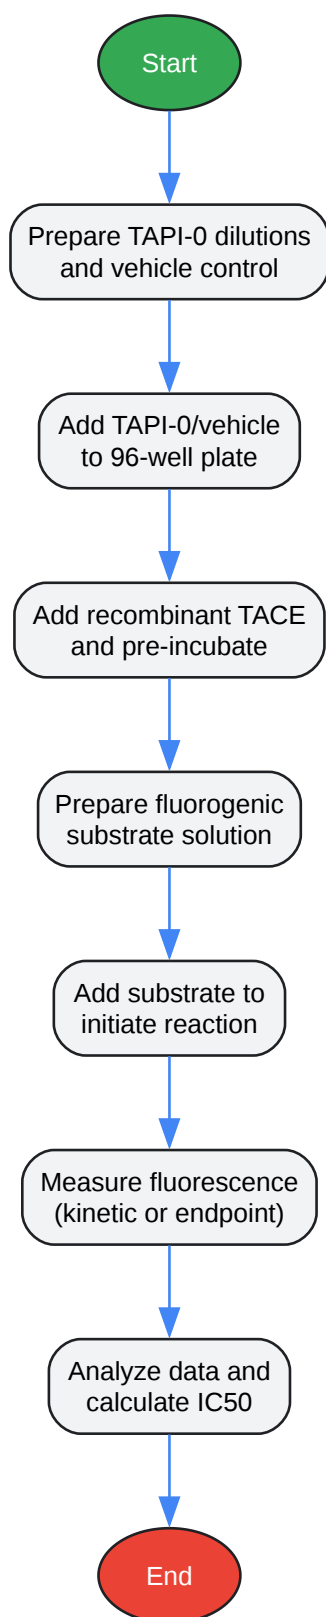 Start
Prepare TAPI-0 dilutions
and vehicle control
Add TAPI-0/vehicle
to 96-well plate
Add recombinant TACE
and pre-incubate
Prepare fluorogenic
substrate solution
Add substrate to
initiate reaction
Measure fluorescence
(kinetic or endpoint)
Analyze data and
calculate IC50
End